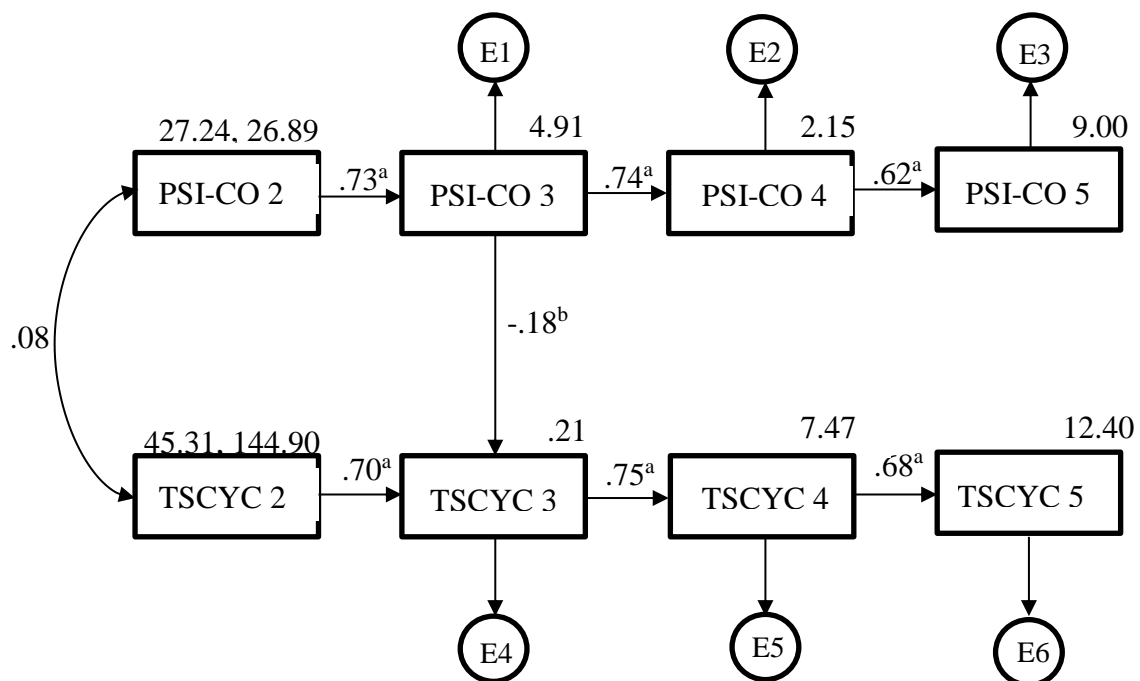 E1
E2
E3
27.24, 26.89
4.91
2.15
9.00
PSI-CO 2
.73a
PSI-CO 3
.74a
PSI-CO 4
.62a
PSI-CO 5
.08
-.18b
45.31, 144.90
.21
7.47
12.40
TSCYC 2
.70a
TSCYC 3
.75a
TSCYC 4
.68a
TSCYC 5
E4
E5
E6